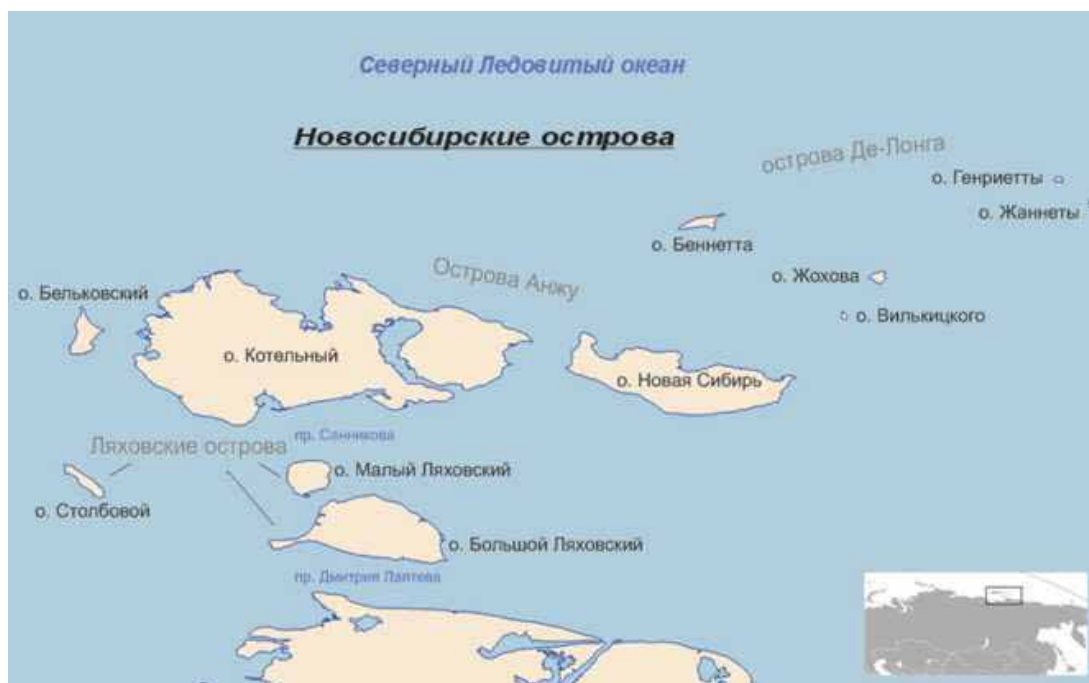 Северный Ледовитый океан
Новосибирские острова
острова Де-Лонга
о. Генриетты
о. Жаннеты
о. Беннетта
Острова Анжу
о. Жохова
о. Бельковский
о. Вилькицкого
о. Котельный
о. Новая Сибирь
пр. Санникова
Ляховские острова
о. Малый Ляховский
о. Столбовой
о. Большой Ляховский
пр. Дмитрия Лаптева